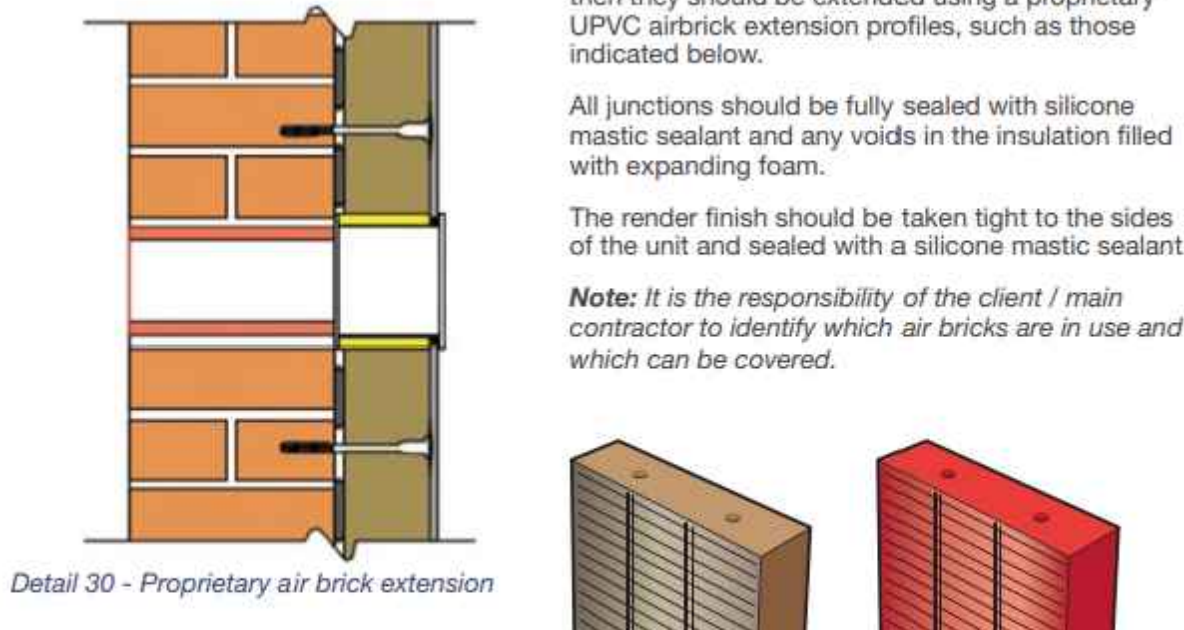 then they should be extended using a proprietary
UPVC airbrick extension profiles, such as those
indicated below.
All junctions should be fully sealed with silicone
mastic sealant and any voids in the insulation filled
with expanding foam.
The render finish should be taken tight to the sides
of the unit and sealed with a silicone mastic sealant
Note: It is the responsibility of the client / main
contractor to identify which air bricks are in use and
which can be covered.
Detail 30 - Proprietary air brick extension